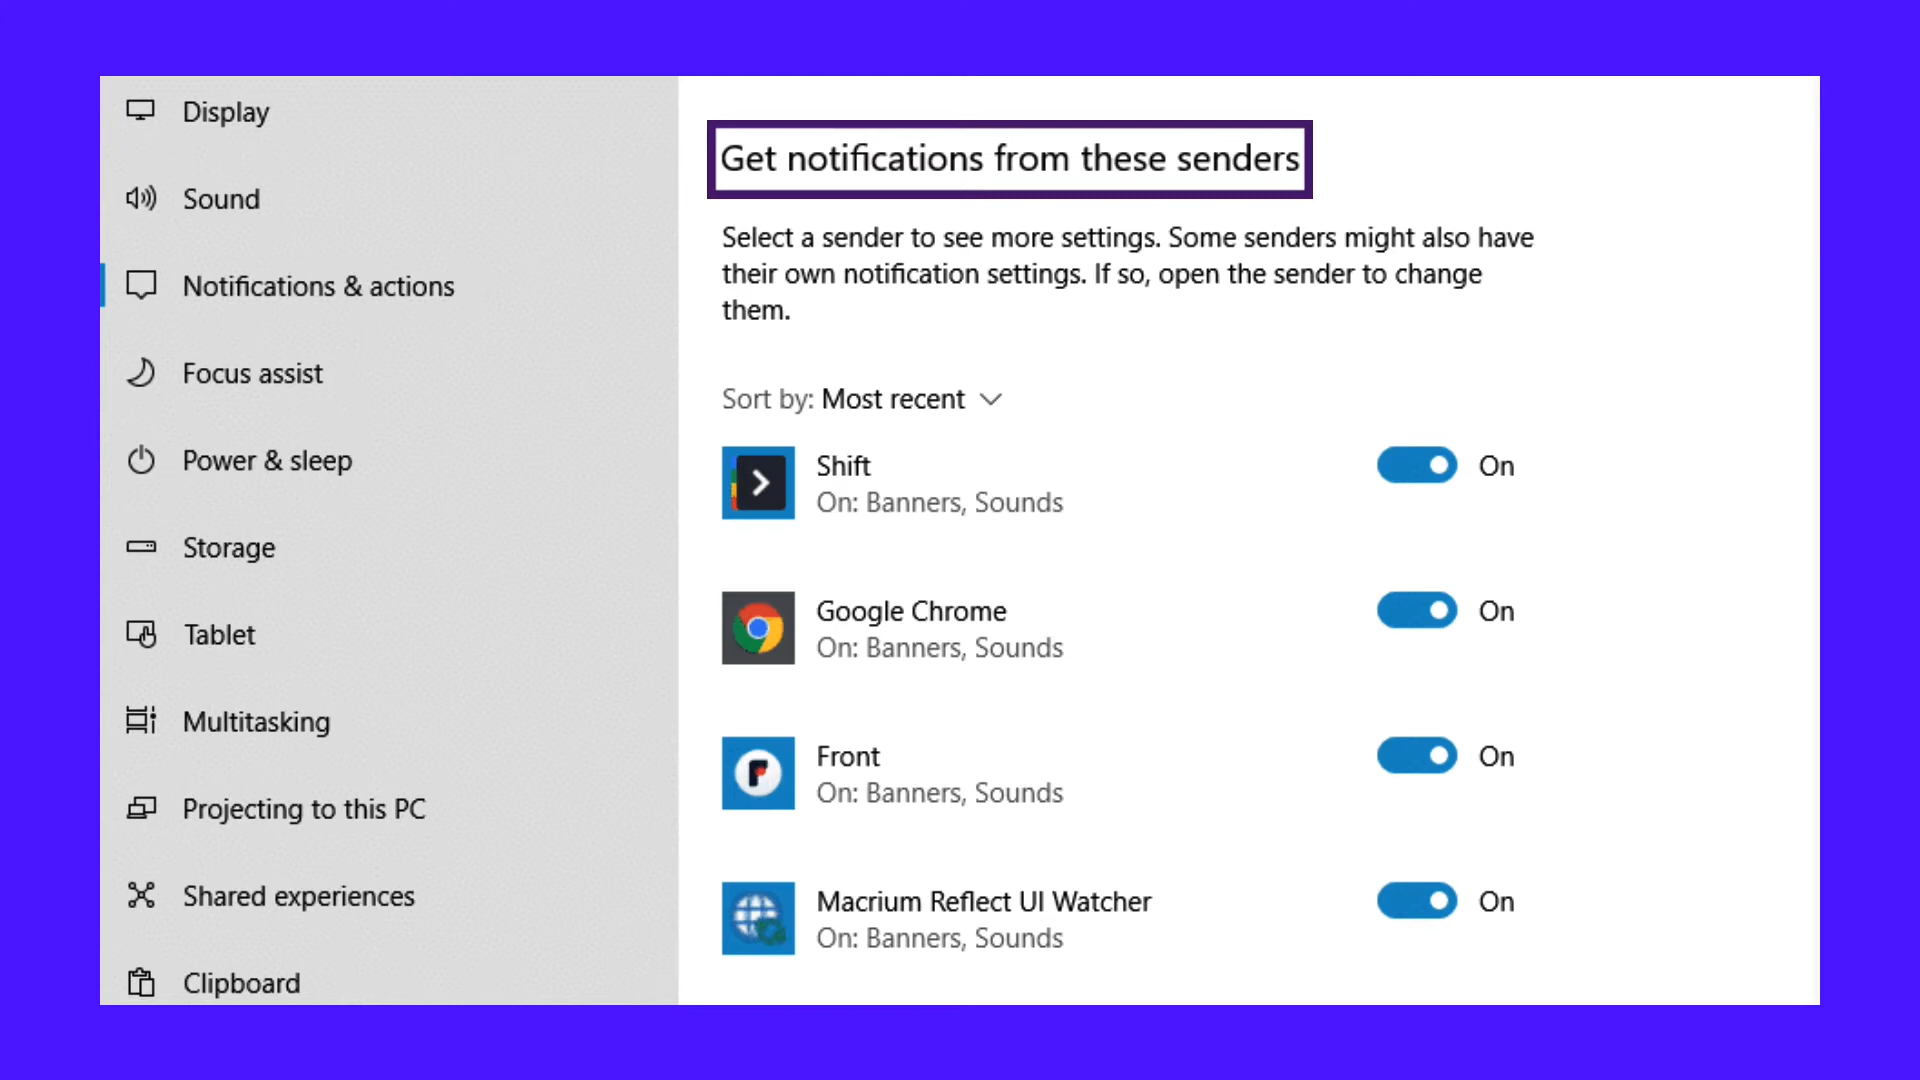 Display
Sound
Notifications & actions
Focus assist
Power & sleep
Storage
Tablet
Multitasking
Projecting to this PC
Shared experiences
Clipboard
Get notifications from these senders
Select a sender to see more settings. Some senders might also have
their own notification settings. If so, open the sender to change
them.
Sort by: Most recent
Shift
On: Banners, Sounds
On
Google Chrome
On: Banners, Sounds
On
Front
On: Banners, Sounds
On
Macrium Reflect UI Watcher
On: Banners, Sounds
On